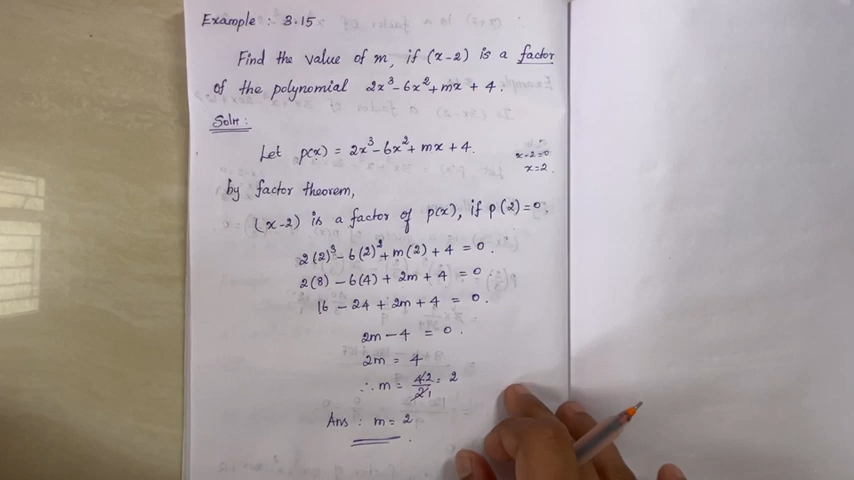 Example :- 3.15
Find the value of m, if (x-2) is a factor
of the polynomial 2x³-6x²+mx+4.
Soln:
Let p(x) = 2x³-6x²+mx+4.
x-2=0
x=2.
by factor theorem,
(x-2) is a factor of p(x), if p(2)=0.
2(2)³-6(2)²+m(2)+4 = 0.
2(8)-6(4)+2m+4 = 0.
16-24+2m+4 = 0.
2m-4 = 0.
2m = 4
∴ m = 4 2/2 1 = 2
Ans : m = 2.